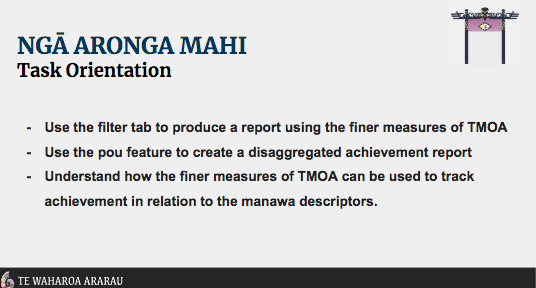 NGĀ ARONGA MAHI
Task Orientation
- Use the filter tab to produce a report using the finer measures of TMOA
- Use the pou feature to create a disaggregated achievement report
- Understand how the finer measures of TMOA can be used to track
achievement in relation to the manawa descriptors.
TE WAHAROA ARARAU